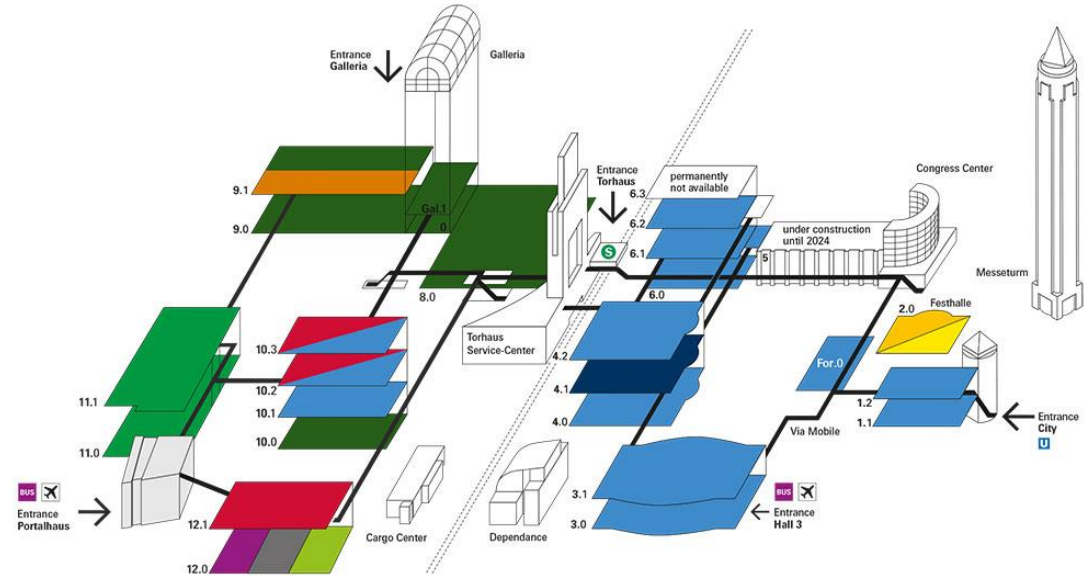 Entrance
Galleria
Galleria
Entrance
Torhaus
Congress Center
Messeturm
9.1
9.0
Gal.1
0
8.0
S
6.3
permanently
not available
6.2
6.1
6.0
under construction
until 2024
5
Torhaus
Service-Center
4.2
4.1
4.0
2.0
Festhalle
For.0
1.2
1.1
Via Mobile
Entrance
City
U
11.1
11.0
10.3
10.2
10.1
10.0
BUS
Entrance
Portalhaus
12.1
12.0
Cargo Center
Dependance
3.1
3.0
BUS
Entrance
Hall 3